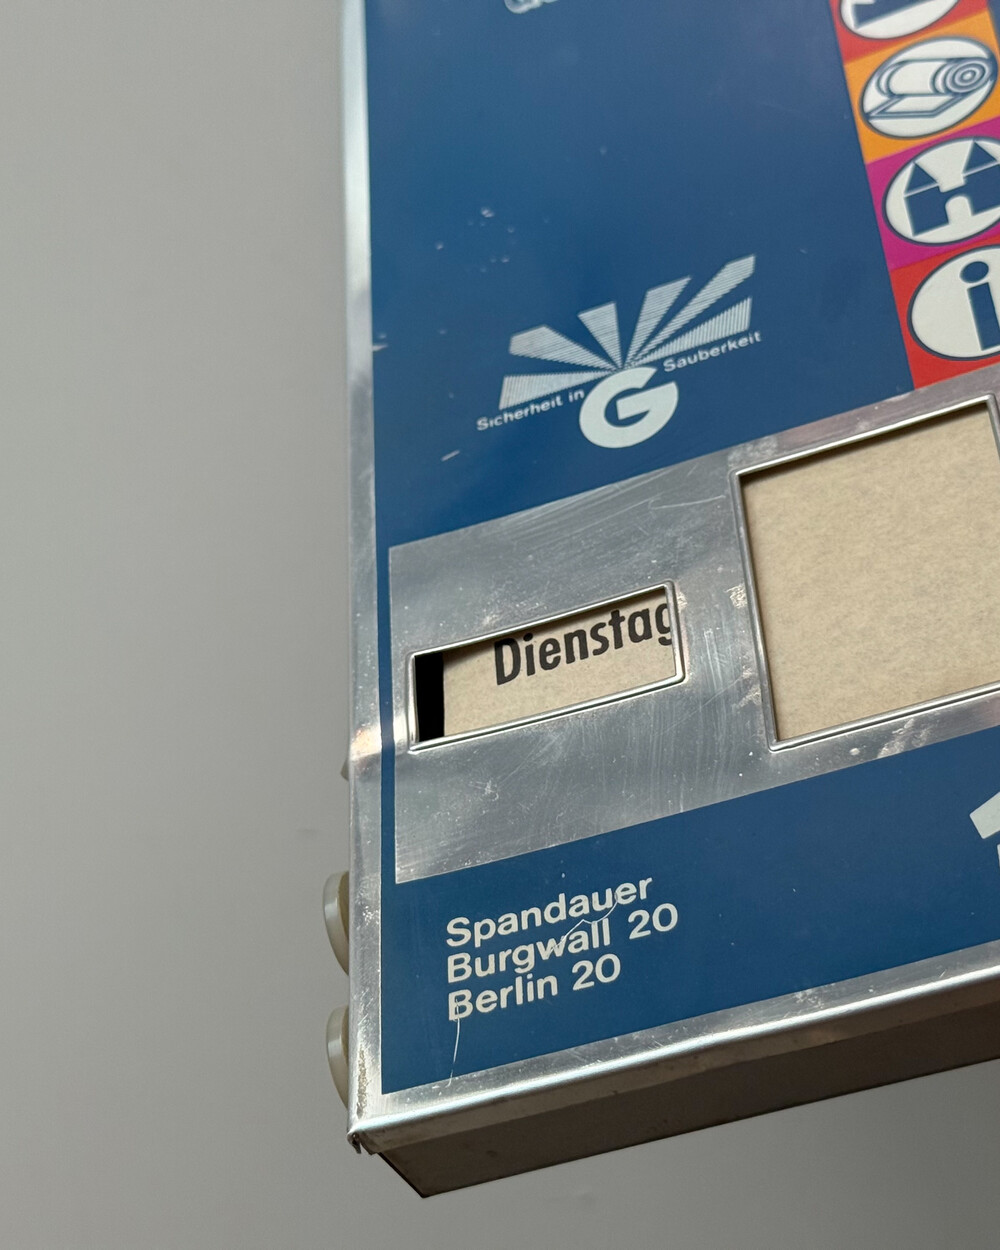 i
Sicherheit in G Sauberkeit
Dienstag
Spandauer
Burgwall 20
Berlin 20